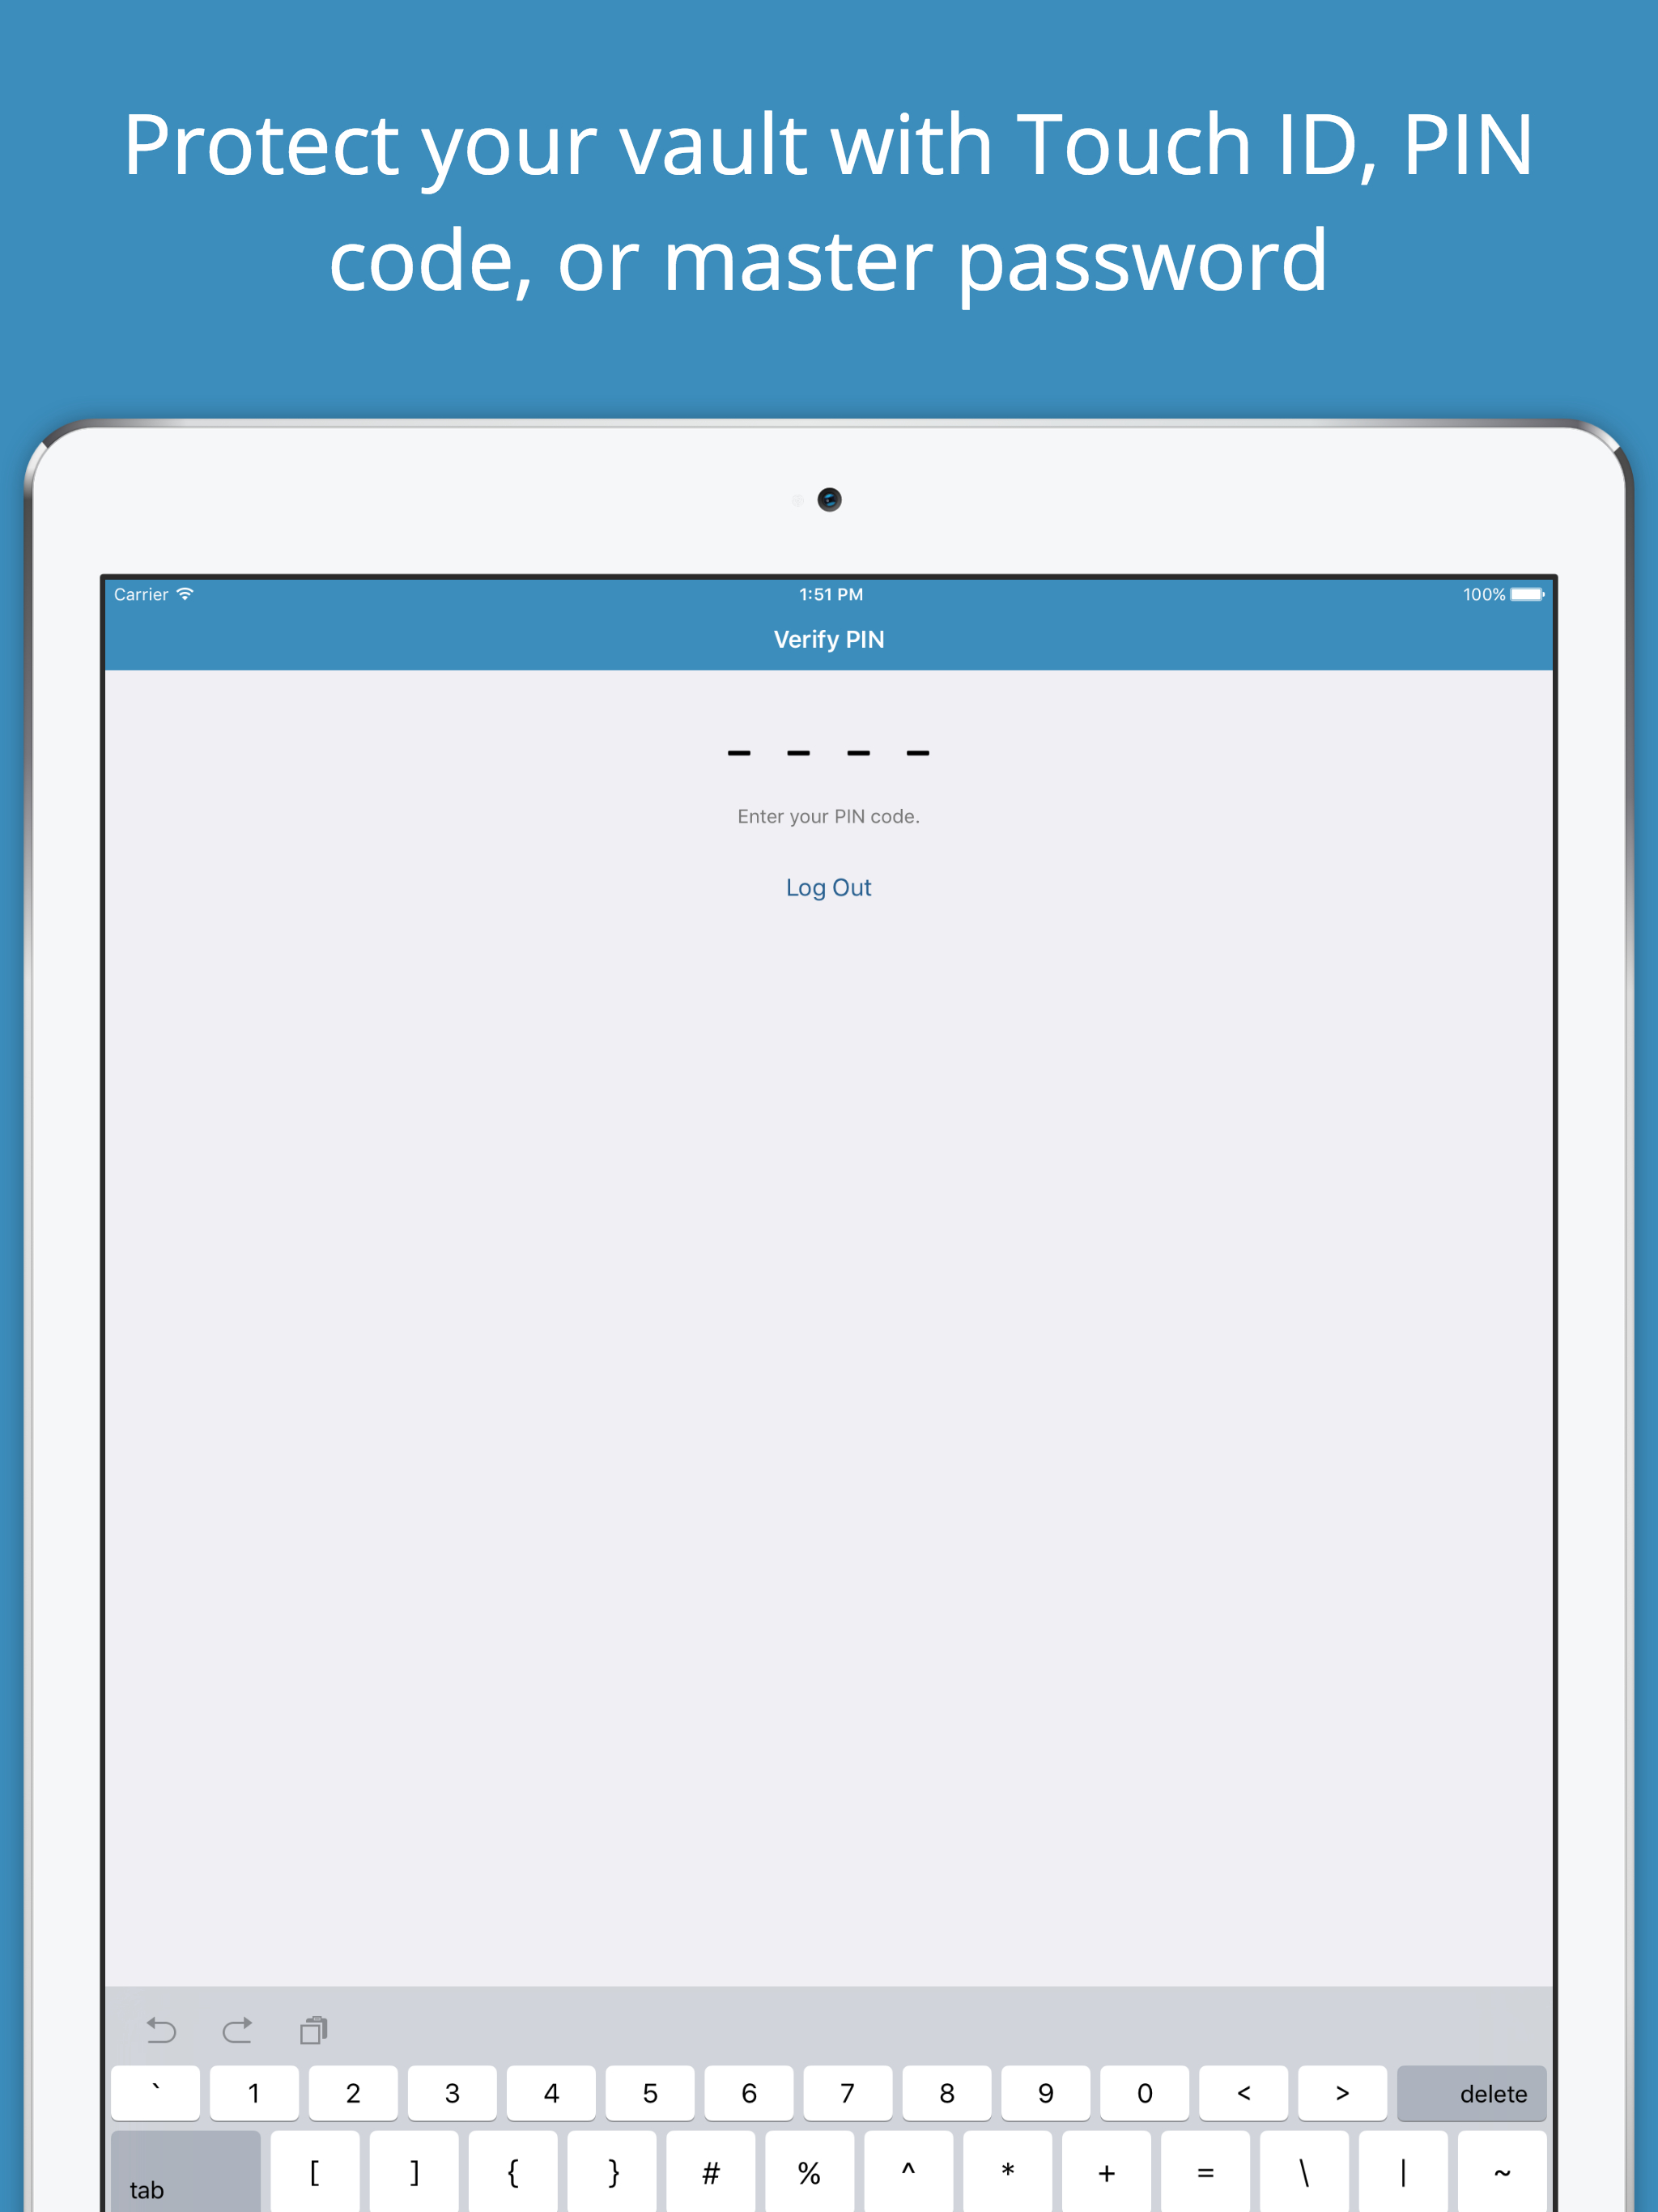 Protect your vault with Touch ID, PIN
code, or master password
Carrier 1:51 PM 100%
Verify PIN
– – – –
Enter your PIN code.
Log Out
` 1 2 3 4 5 6 7 8 9 0 < > delete
tab [ ] { } # % ^ * + = \ | ~